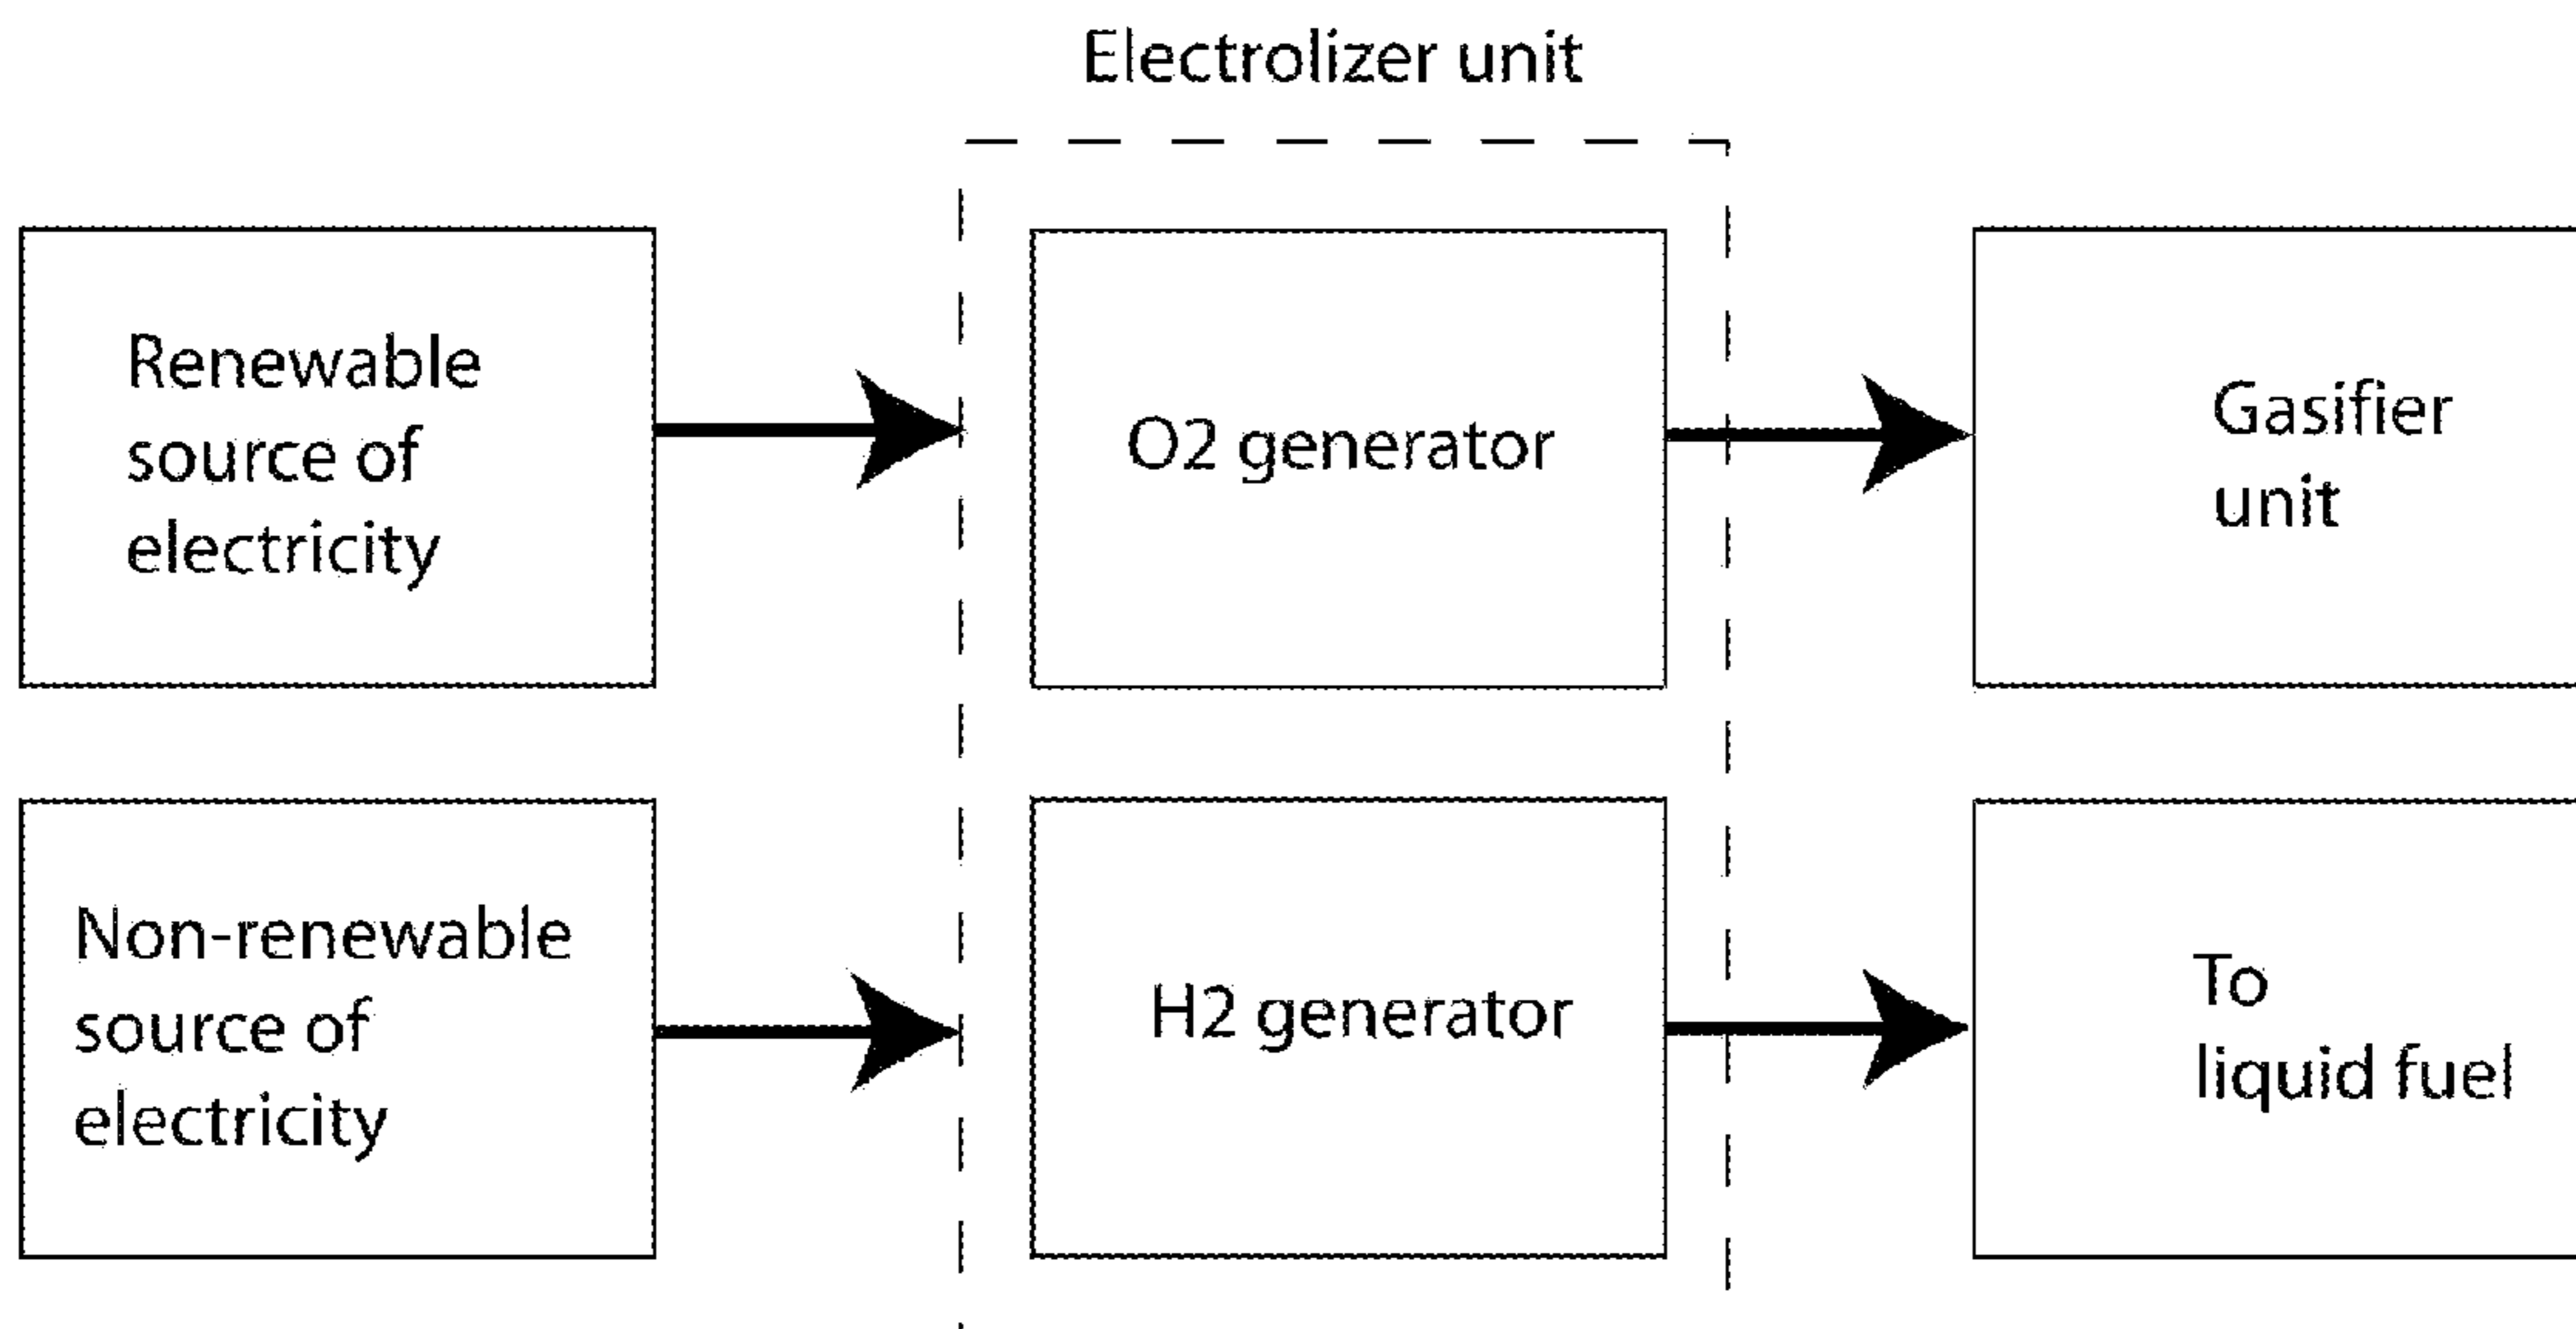 Electrolizer unit
Renewable
source of
electricity
O2 generator
Gasifier
unit
Non-renewable
source of
electricity
H2 generator
To
liquid fuel